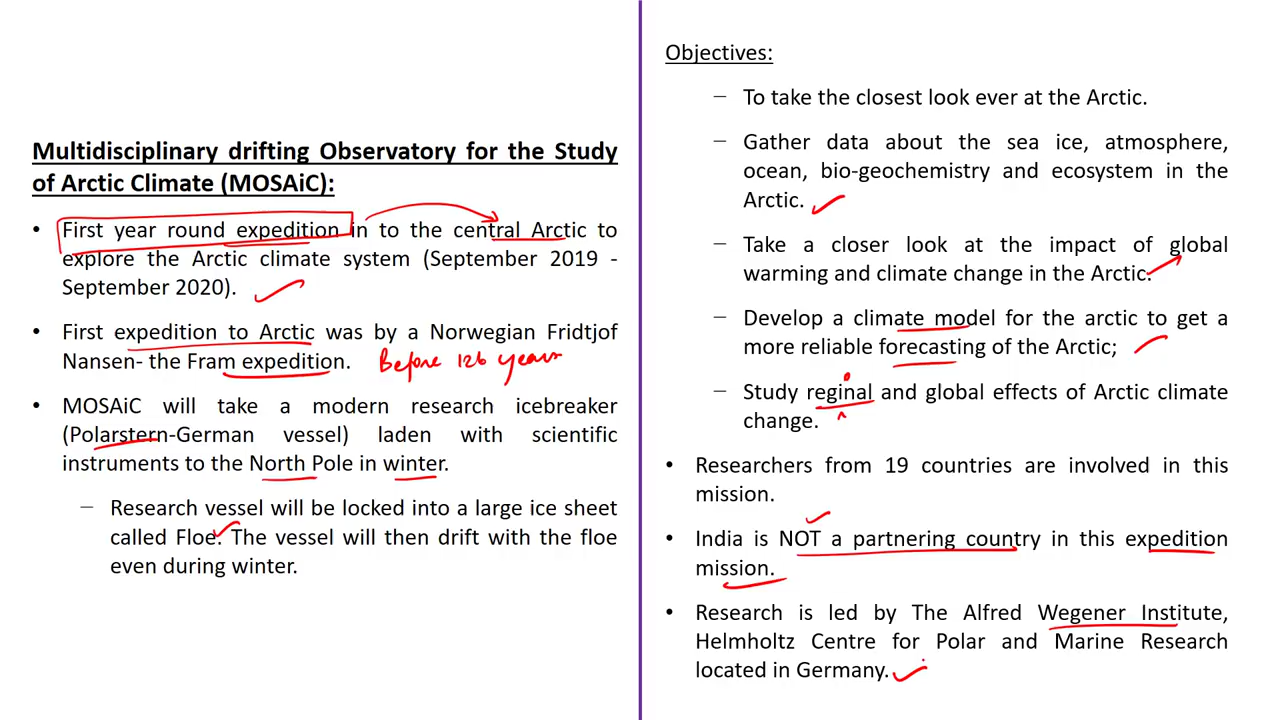 Multidisciplinary drifting Observatory for the Study
of Arctic Climate (MOSAiC):
• First year round expedition in to the central Arctic to
explore the Arctic climate system (September 2019 -
September 2020).
• First expedition to Arctic was by a Norwegian Fridtjof
Nansen- the Fram expedition. Before 126 years
• MOSAiC will take a modern research icebreaker
(Polarstern-German vessel) laden with scientific
instruments to the North Pole in winter.
– Research vessel will be locked into a large ice sheet
called Floe. The vessel will then drift with the floe
even during winter.
Objectives:
– To take the closest look ever at the Arctic.
– Gather data about the sea ice, atmosphere,
ocean, bio-geochemistry and ecosystem in the
Arctic.
– Take a closer look at the impact of global
warming and climate change in the Arctic.
– Develop a climate model for the arctic to get a
more reliable forecasting of the Arctic;
– Study reginal and global effects of Arctic climate
change.
• Researchers from 19 countries are involved in this
mission.
• India is NOT a partnering country in this expedition
mission.
• Research is led by The Alfred Wegener Institute,
Helmholtz Centre for Polar and Marine Research
located in Germany.